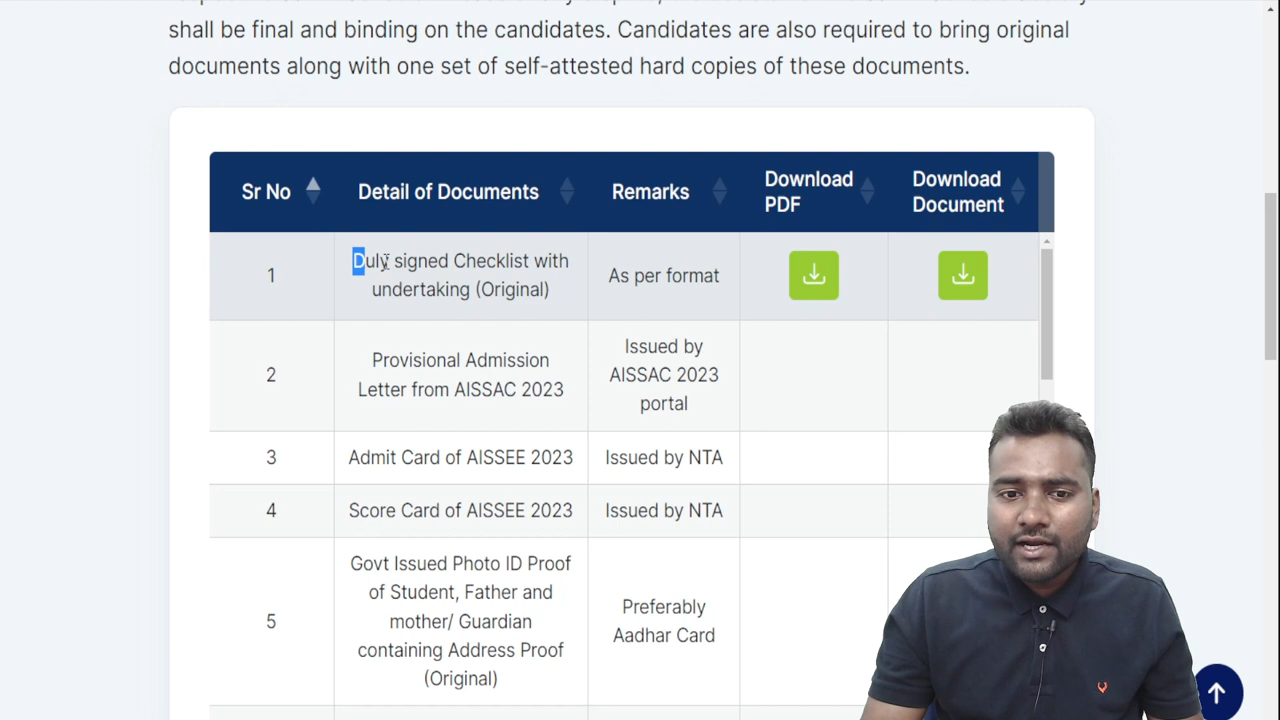 shall be final and binding on the candidates. Candidates are also required to bring original
documents along with one set of self-attested hard copies of these documents.
Sr No Detail of Documents Remarks Download PDF Download Document
1
Duly signed Checklist with
undertaking (Original)
As per format
2
Provisional Admission
Letter from AISSAC 2023
Issued by
AISSAC 2023
portal
3
Admit Card of AISSEE 2023
Issued by NTA
4
Score Card of AISSEE 2023
Issued by NTA
5
Govt Issued Photo ID Proof
of Student, Father and
mother/ Guardian
containing Address Proof
(Original)
Preferably
Aadhar Card